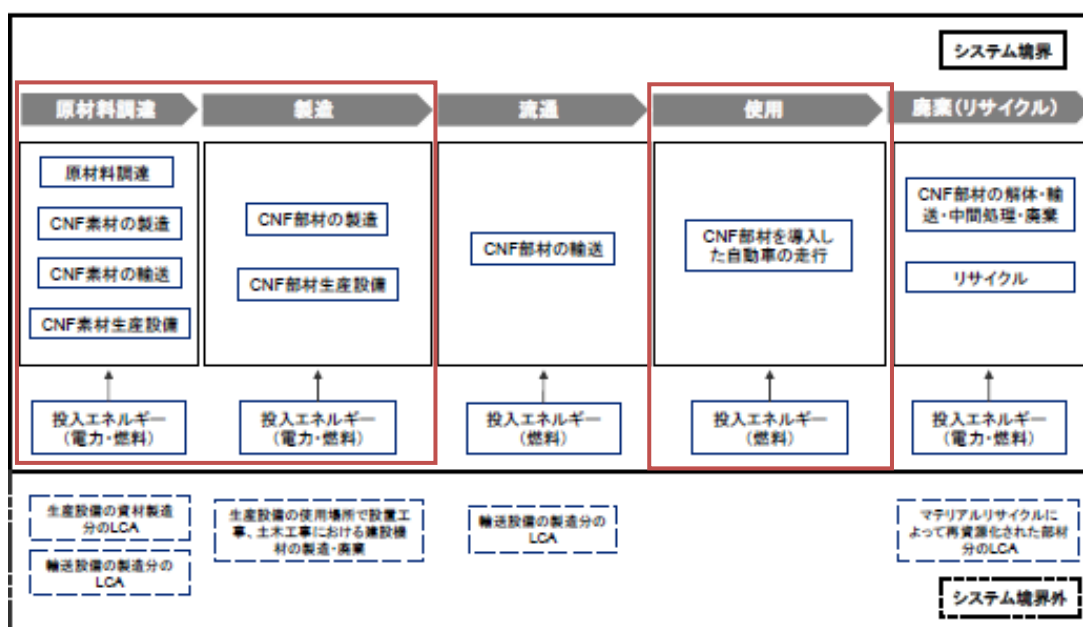 システム境界
原材料調達
製造
流通
使用
廃棄(リサイクル)
原材料調達
CNF素材の製造
CNF素材の輸送
CNF素材生産設備
CNF部材の製造
CNF部材生産設備
CNF部材の輸送
CNF部材を導入し
た自動車の走行
CNF部材の解体・輸
送・中間処理・廃棄
リサイクル
投入エネルギー
(電力・燃料)
投入エネルギー
(電力・燃料)
投入エネルギー
(燃料)
投入エネルギー
(燃料)
投入エネルギー
(電力・燃料)
生産設備の資材製造
分のLCA
輸送設備の製造分の
LCA
生産設備の使用場所で設置工
事、土木工事における建設機
材の製造・廃棄
輸送設備の製造分の
LCA
マテリアルリサイクルに
よって再資源化された部材
分のLCA
システム境界外